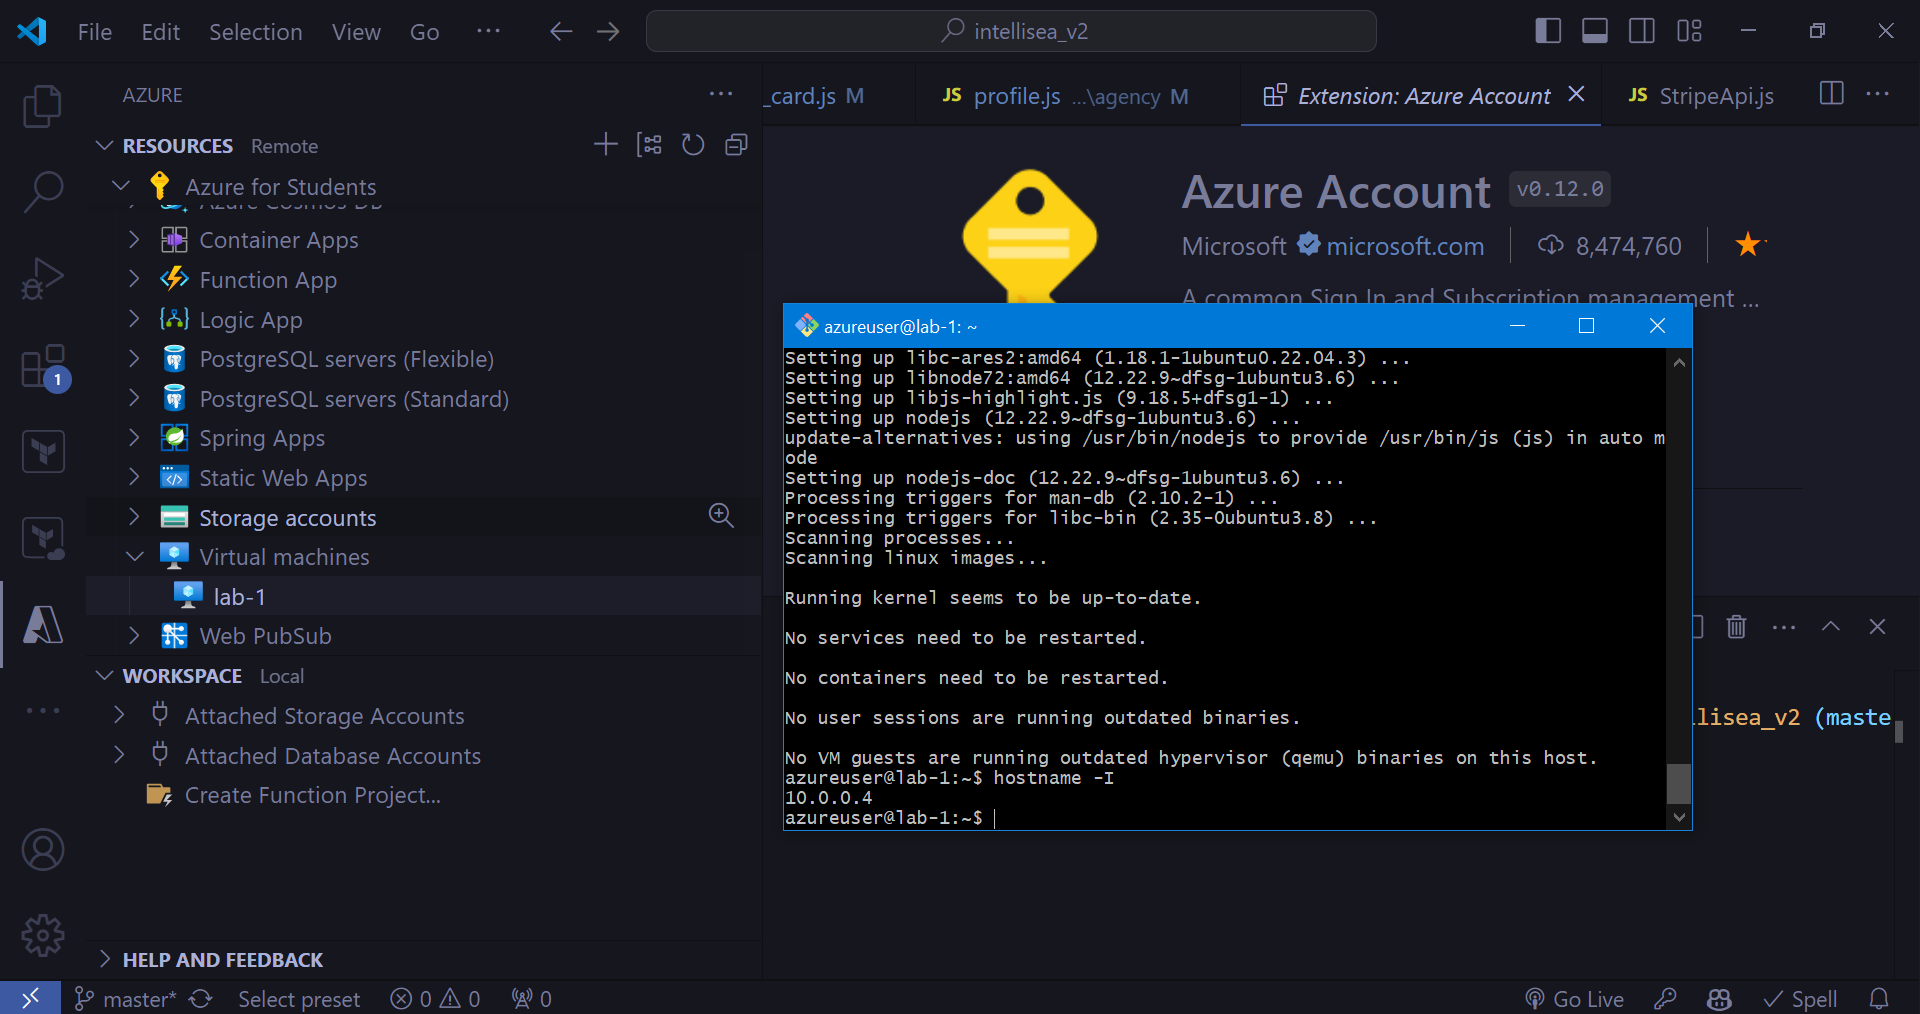 File Edit Selection View Go ··· intellisea_v2
AZURE ···
RESOURCES Remote
Azure for Students
Azure Cosmos DB
Container Apps
Function App
Logic App
PostgreSQL servers (Flexible)
PostgreSQL servers (Standard)
Spring Apps
Static Web Apps
Storage accounts
Virtual machines
lab-1
Web PubSub
WORKSPACE Local
Attached Storage Accounts
Attached Database Accounts
Create Function Project...
HELP AND FEEDBACK
1
_card.js M
JS profile.js ...\agency M
Extension: Azure Account
JS StripeApi.js
Azure Account v0.12.0
Microsoft microsoft.com 8,474,760
A common Sign In and Subscription management ...
azureuser@lab-1: ~
Setting up libc-ares2:amd64 (1.18.1-1ubuntu0.22.04.3) ...
Setting up libnode72:amd64 (12.22.9~dfsg-1ubuntu3.6) ...
Setting up libjs-highlight.js (9.18.5+dfsg1-1) ...
Setting up nodejs (12.22.9~dfsg-1ubuntu3.6) ...
update-alternatives: using /usr/bin/nodejs to provide /usr/bin/js (js) in auto m
ode
Setting up nodejs-doc (12.22.9~dfsg-1ubuntu3.6) ...
Processing triggers for man-db (2.10.2-1) ...
Processing triggers for libc-bin (2.35-0ubuntu3.8) ...
Scanning processes...
Scanning linux images...
Running kernel seems to be up-to-date.
No services need to be restarted.
No containers need to be restarted.
No user sessions are running outdated binaries.
No VM guests are running outdated hypervisor (qemu) binaries on this host.
azureuser@lab-1:~$ hostname -I
10.0.0.4
azureuser@lab-1:~$
llisea_v2 (maste
master* Select preset 0 0 0 Go Live Spell